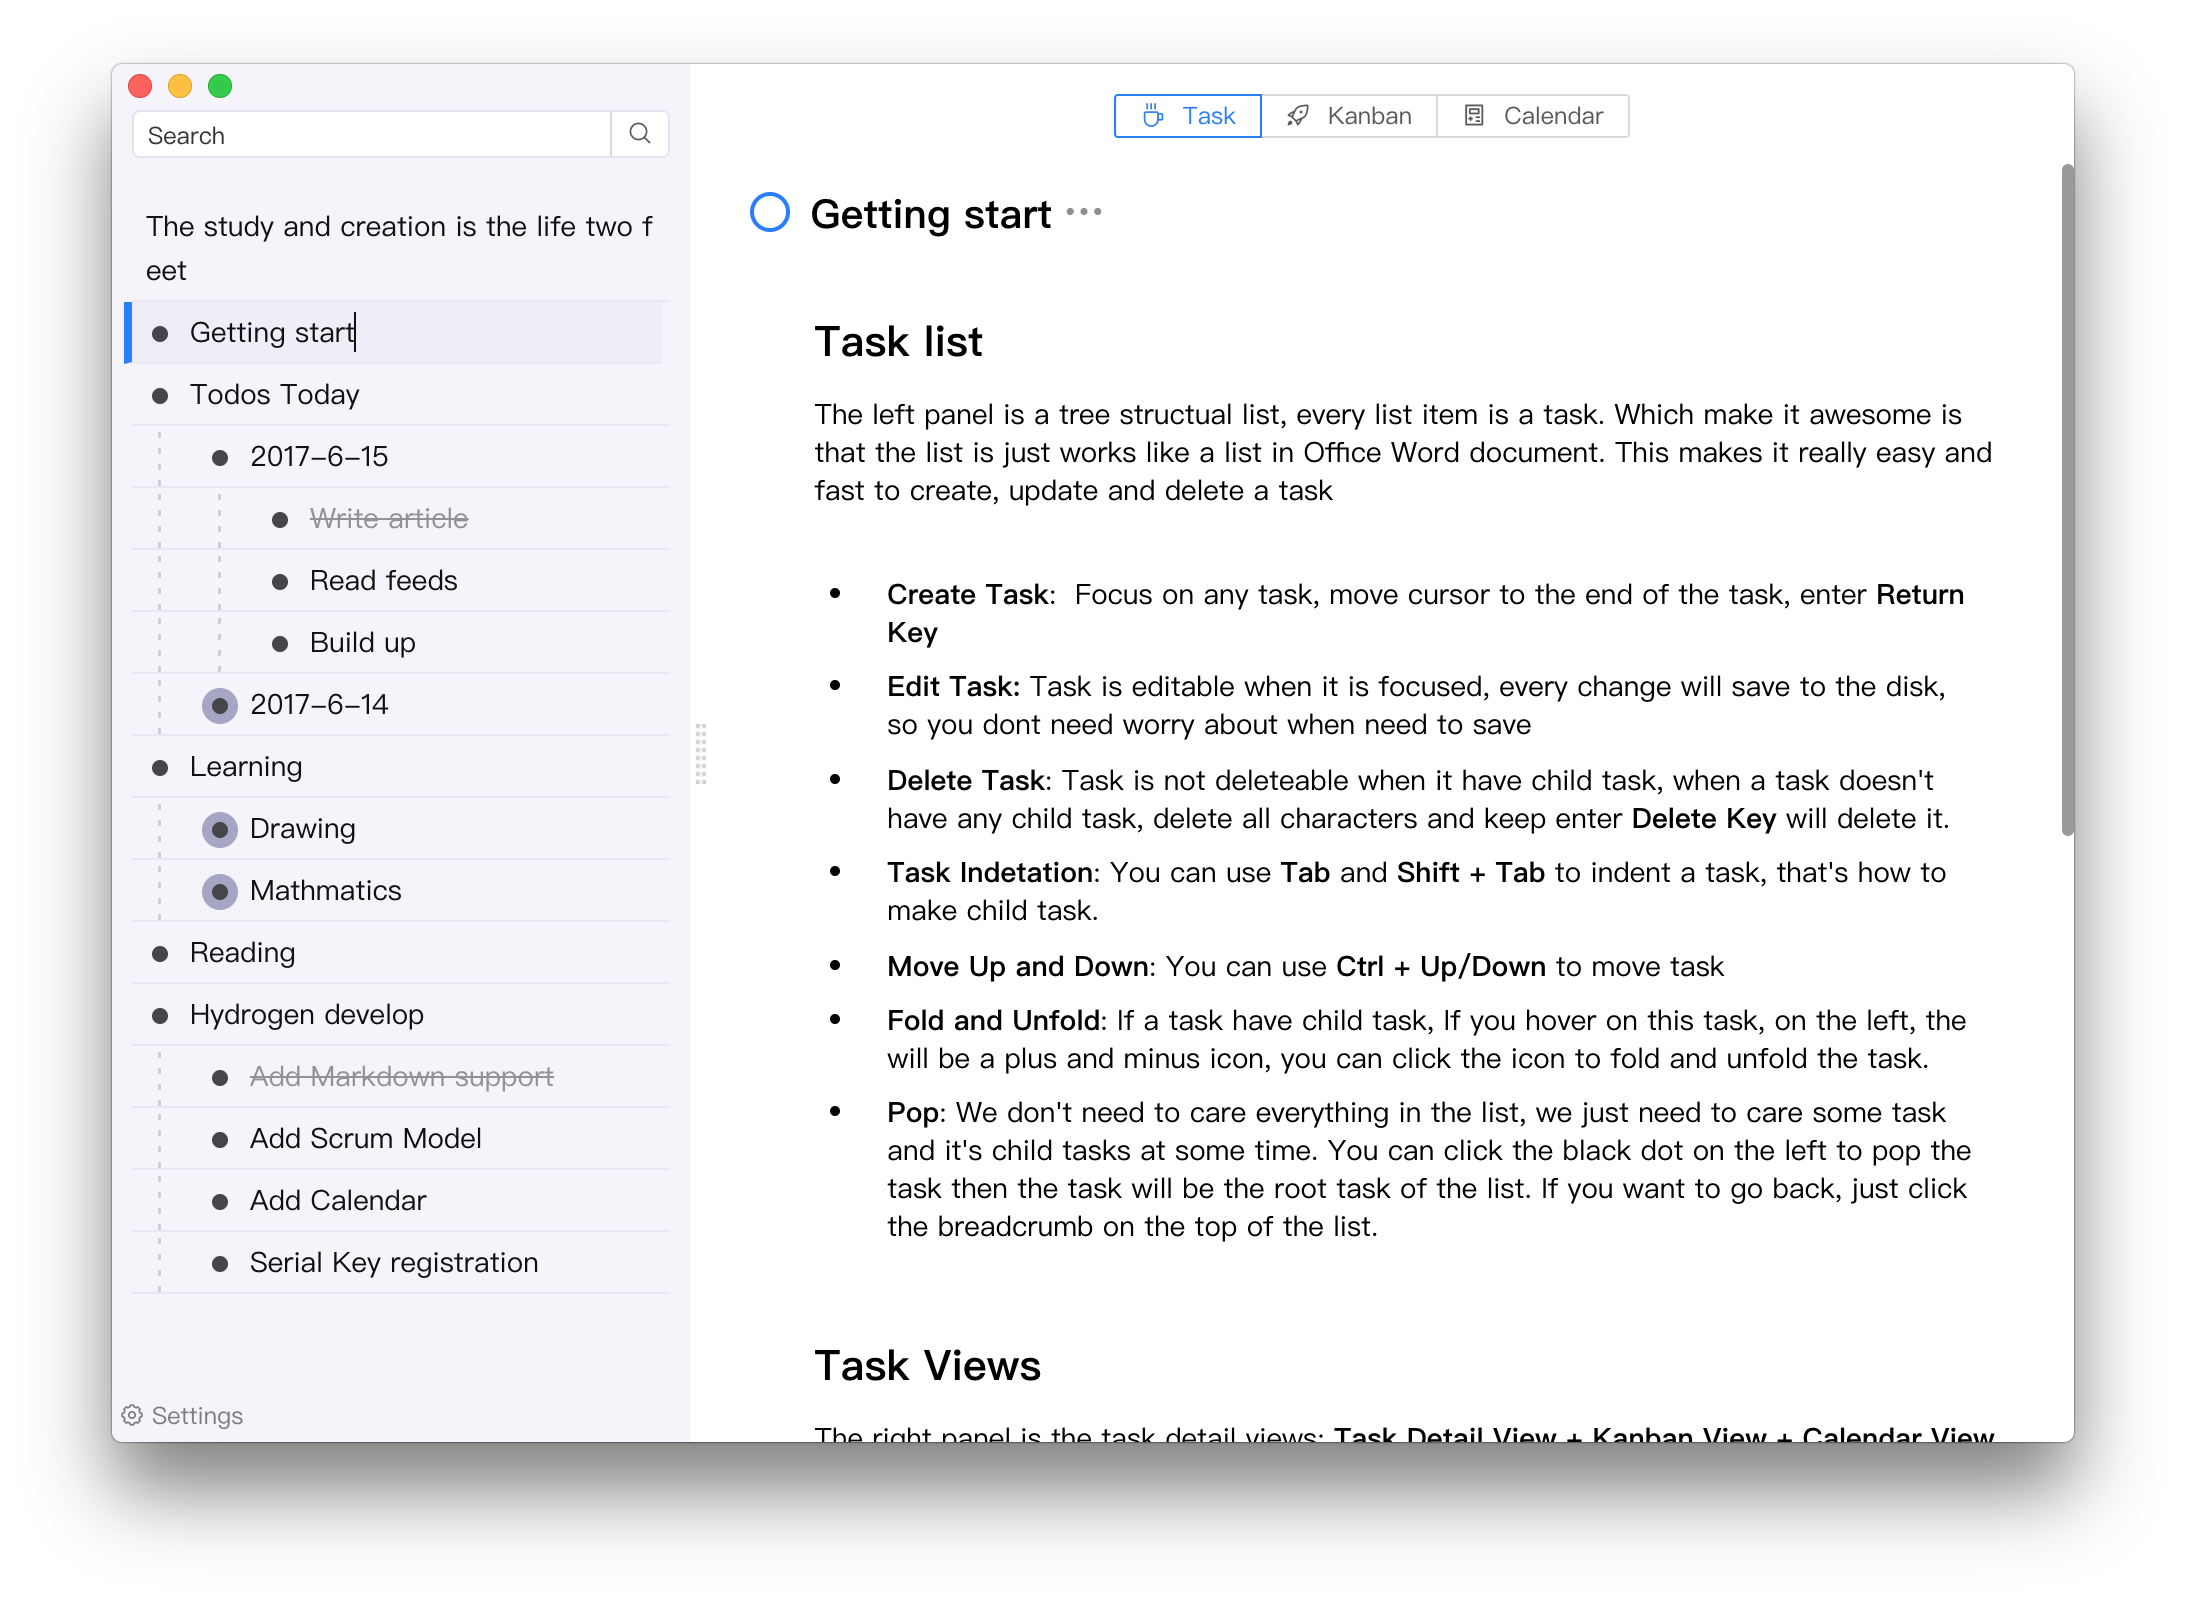 Search
The study and creation is the life two f
eet
Getting start
Todos Today
2017-6-15
Write article
Read feeds
Build up
2017-6-14
Learning
Drawing
Mathmatics
Reading
Hydrogen develop
Add Markdown support
Add Scrum Model
Add Calendar
Serial Key registration
Settings
Task Kanban Calendar
Getting start ···
Task list
The left panel is a tree structual list, every list item is a task. Which make it awesome is
that the list is just works like a list in Office Word document. This makes it really easy and
fast to create, update and delete a task
• Create Task: Focus on any task, move cursor to the end of the task, enter Return
Key
• Edit Task: Task is editable when it is focused, every change will save to the disk,
so you dont need worry about when need to save
• Delete Task: Task is not deleteable when it have child task, when a task doesn't
have any child task, delete all characters and keep enter Delete Key will delete it.
• Task Indetation: You can use Tab and Shift + Tab to indent a task, that's how to
make child task.
• Move Up and Down: You can use Ctrl + Up/Down to move task
• Fold and Unfold: If a task have child task, If you hover on this task, on the left, the
will be a plus and minus icon, you can click the icon to fold and unfold the task.
• Pop: We don't need to care everything in the list, we just need to care some task
and it's child tasks at some time. You can click the black dot on the left to pop the
task then the task will be the root task of the list. If you want to go back, just click
the breadcrumb on the top of the list.
Task Views
The right panel is the task detail views: Task Detail View + Kanban View + Calendar View